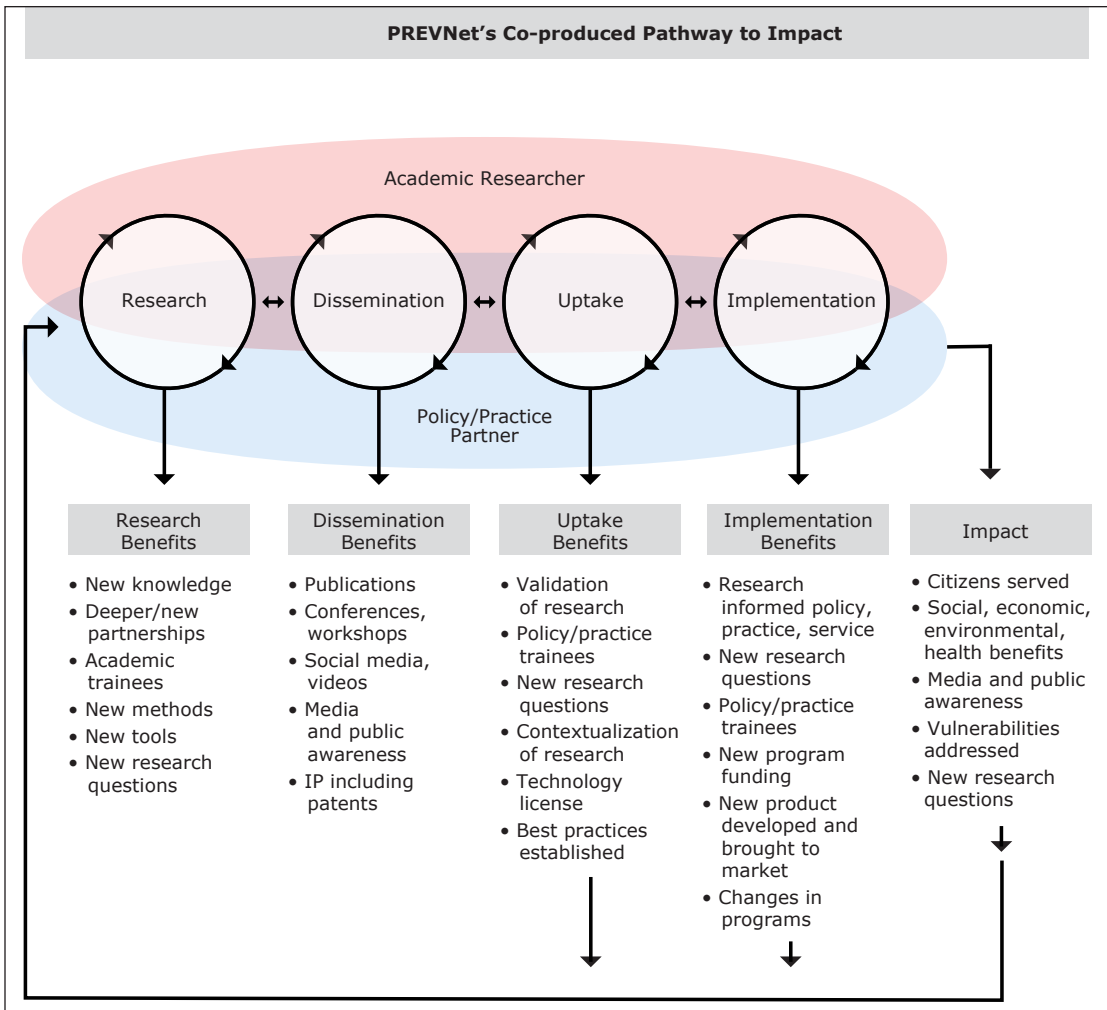 PREVNet's Co-produced Pathway to Impact
Academic Researcher
Research
Dissemination
Uptake
Implementation
Policy/Practice
Partner
Research
Benefits
• New knowledge
• Deeper/new
partnerships
• Academic
trainees
• New methods
• New tools
• New research
questions
Dissemination
Benefits
• Publications
• Conferences,
workshops
• Social media,
videos
• Media
and public
awareness
• IP including
patents
Uptake
Benefits
• Validation
of research
• Policy/practice
trainees
• New research
questions
• Contextualization
of research
• Technology
license
• Best practices
established
Implementation
Benefits
• Research
informed policy,
practice, service
• New research
questions
• Policy/practice
trainees
• New program
funding
• New product
developed and
brought to
market
• Changes in
programs
Impact
• Citizens served
• Social, economic,
environmental,
health benefits
• Media and public
awareness
• Vulnerabilities
addressed
• New research
questions